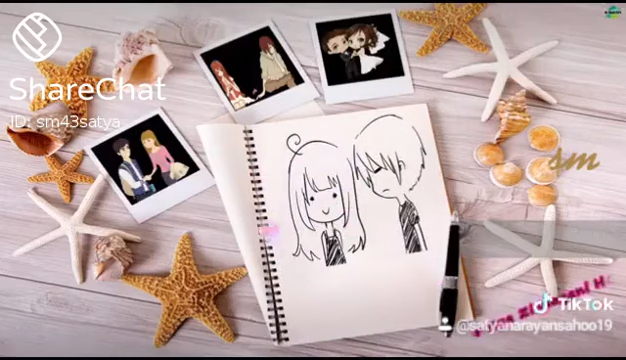 ShareChat
ID: sm43satya
sm
TikTok
@satyanarayansahoo19